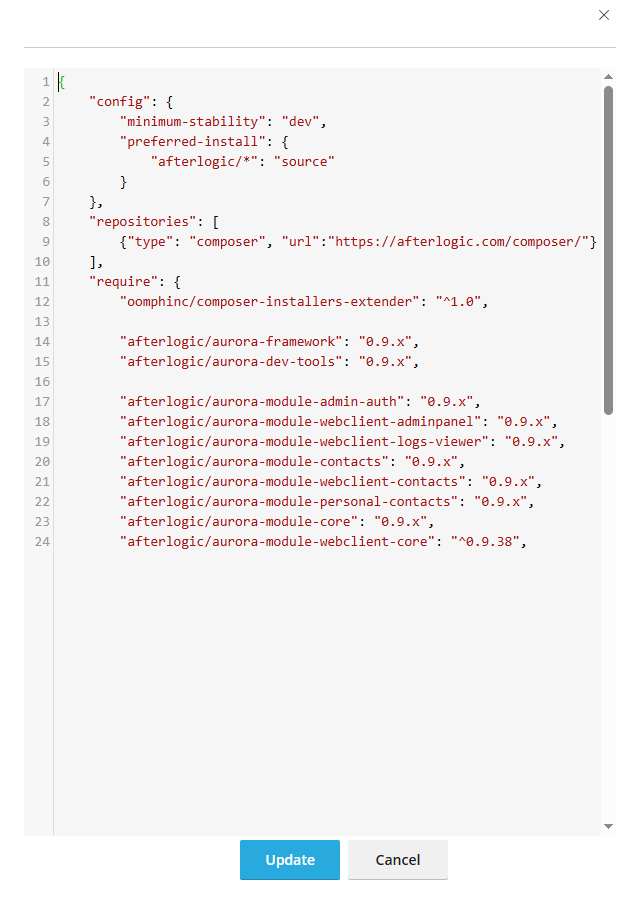 1 {
2     "config": {
3         "minimum-stability": "dev",
4         "preferred-install": {
5             "afterlogic/*": "source"
6         }
7     },
8     "repositories": [
9         {"type": "composer", "url":"https://afterlogic.com/composer/"}
10     ],
11     "require": {
12         "oomphinc/composer-installers-extender": "^1.0",
13
14         "afterlogic/aurora-framework": "0.9.x",
15         "afterlogic/aurora-dev-tools": "0.9.x",
16
17         "afterlogic/aurora-module-admin-auth": "0.9.x",
18         "afterlogic/aurora-module-webclient-adminpanel": "0.9.x",
19         "afterlogic/aurora-module-webclient-logs-viewer": "0.9.x",
20         "afterlogic/aurora-module-contacts": "0.9.x",
21         "afterlogic/aurora-module-webclient-contacts": "0.9.x",
22         "afterlogic/aurora-module-personal-contacts": "0.9.x",
23         "afterlogic/aurora-module-core": "0.9.x",
24         "afterlogic/aurora-module-webclient-core": "^0.9.38",
Update Cancel